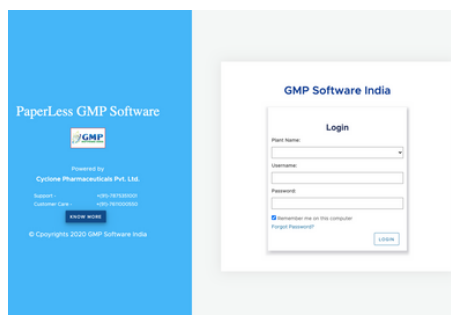 PaperLess GMP Software
GMP
Powered by
Cyclone Pharmaceuticals Pvt. Ltd.
Support -
Customer Care -
KNOW MORE
© Cpoyrights 2020 GMP Software India
GMP Software India
Login
Plant Name:
Username:
Password:
Remember me on this computer
Forgot Password?
LOGIN